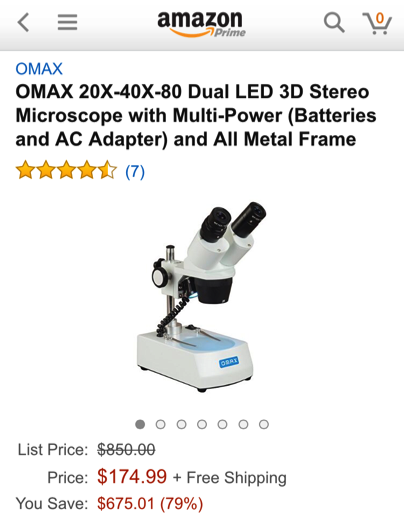 amazon
Prime
0
OMAX
OMAX 20X-40X-80 Dual LED 3D Stereo
Microscope with Multi-Power (Batteries
and AC Adapter) and All Metal Frame
(7)
OMAX
List Price: $850.00
Price: $174.99 + Free Shipping
You Save: $675.01 (79%)